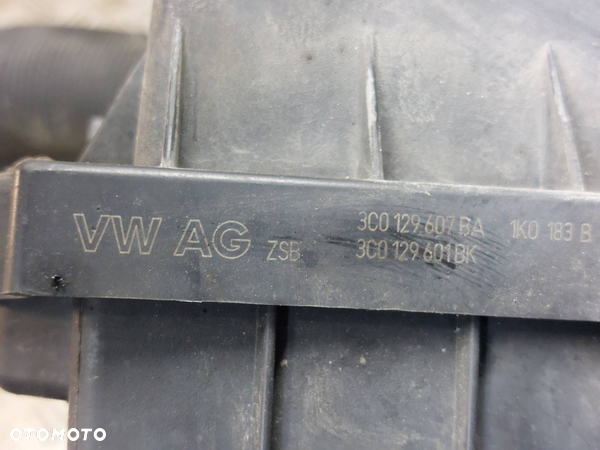 VW AG 3C0 129 607 BA 1K0 183 B
ZSB 3C0 129 601 BK
OTOMOTO